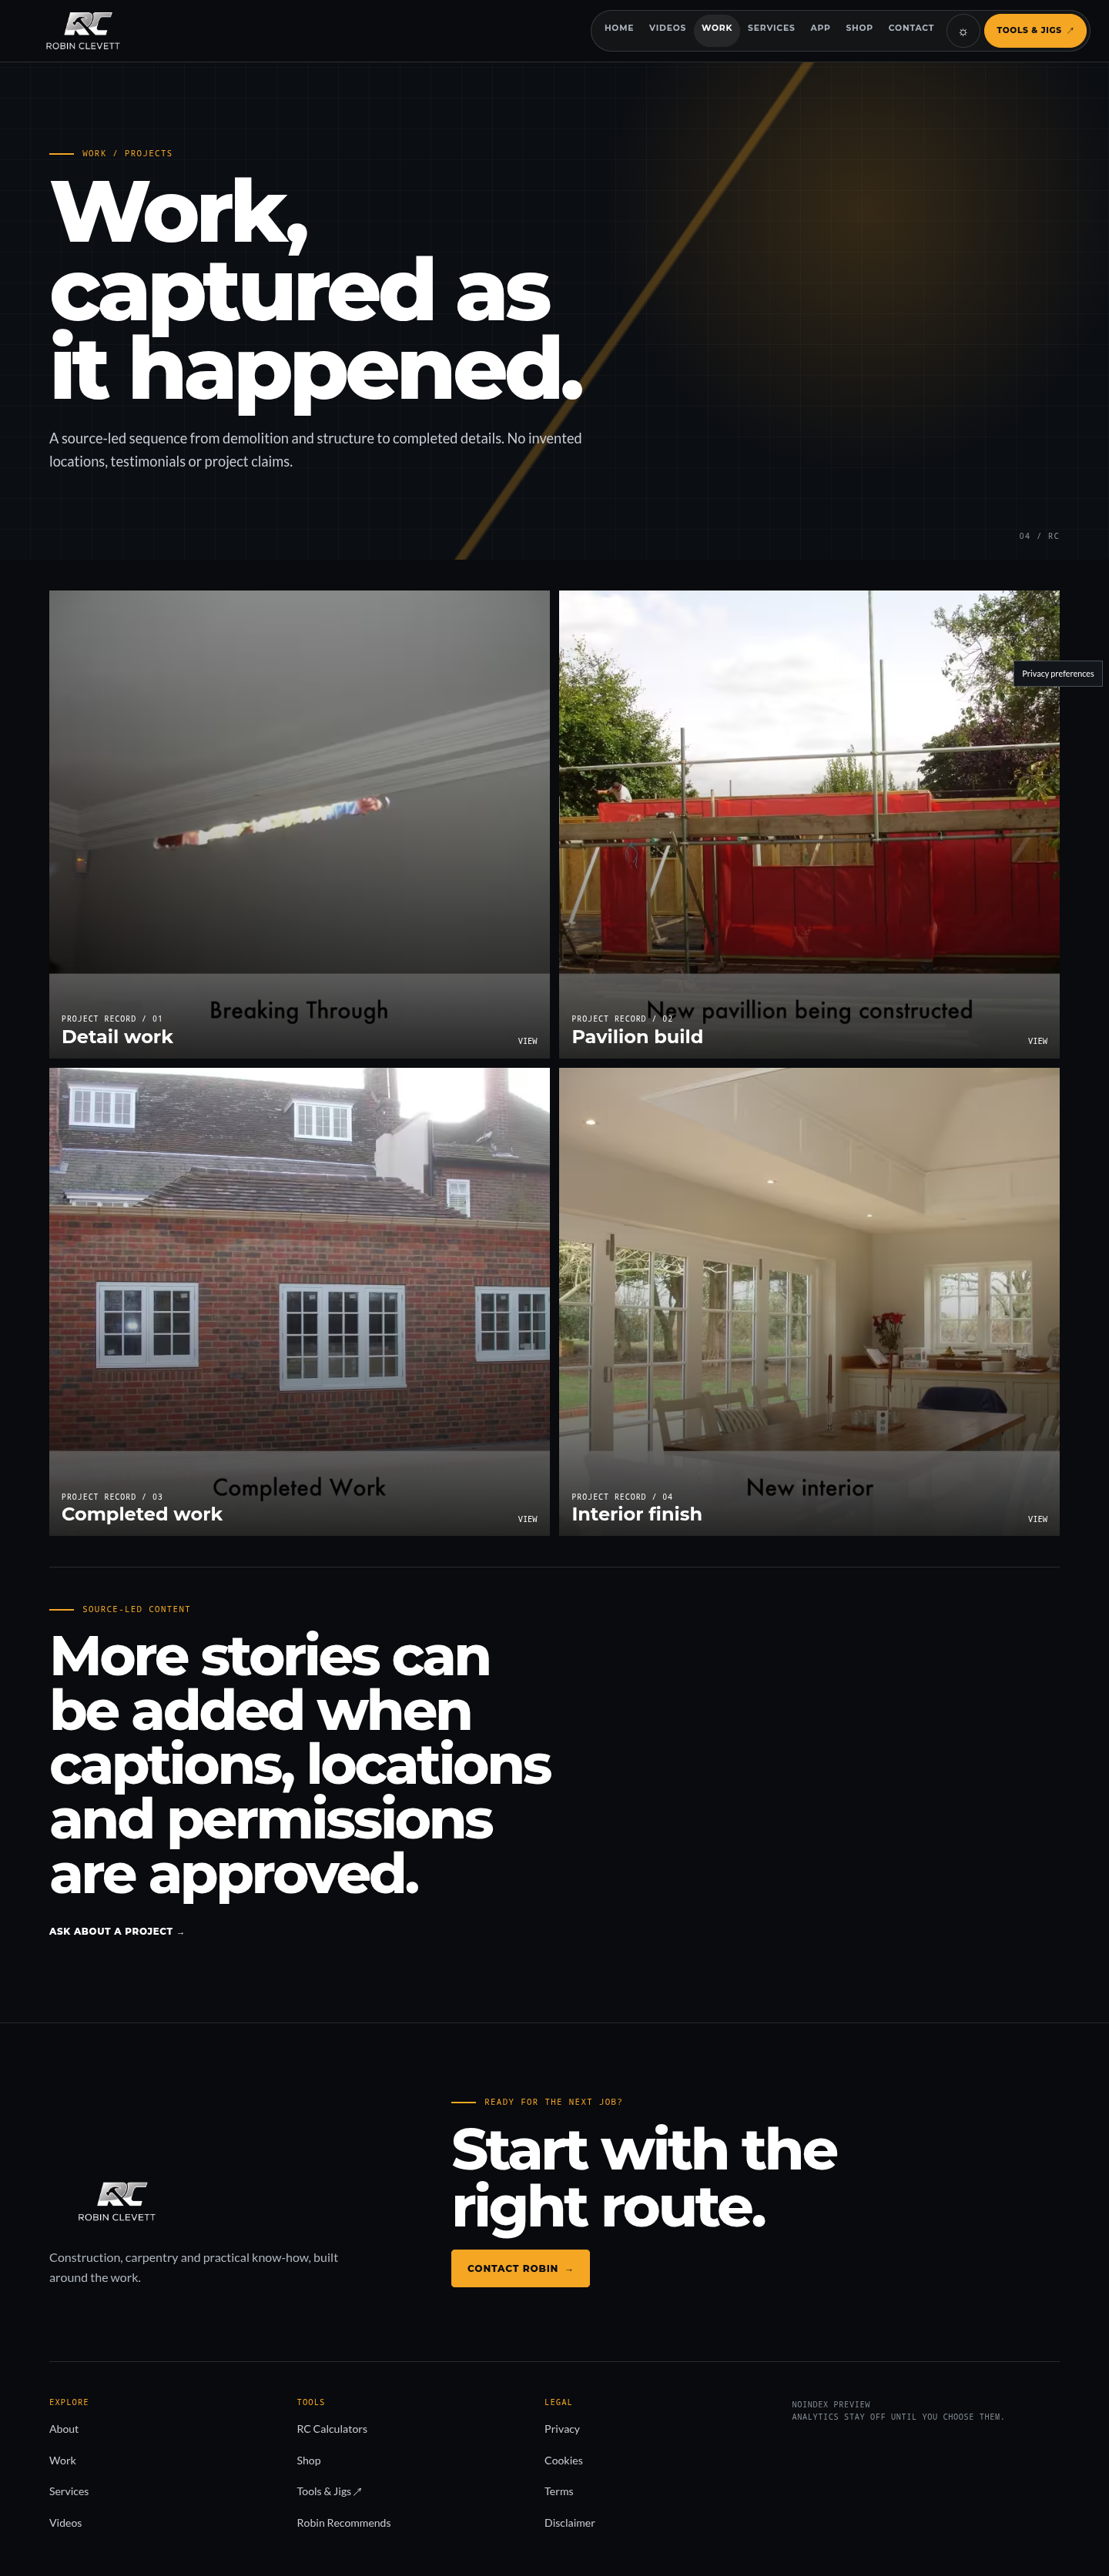 RC
ROBIN CLEVETT
HOME
VIDEOS
WORK
SERVICES
APP
SHOP
CONTACT
TOOLS & JIGS ↗
WORK / PROJECTS
Work,
captured as
it happened.
A source-led sequence from demolition and structure to completed details. No invented
locations, testimonials or project claims.
04 / RC
Privacy preferences
Breaking Through
PROJECT RECORD / 01
Detail work
VIEW
New pavillion being constructed
PROJECT RECORD / 02
Pavilion build
VIEW
Completed Work
PROJECT RECORD / 03
Completed work
VIEW
New interior
PROJECT RECORD / 04
Interior finish
VIEW
SOURCE-LED CONTENT
More stories can
be added when
captions, locations
and permissions
are approved.
ASK ABOUT A PROJECT →
READY FOR THE NEXT JOB?
Start with the
right route.
CONTACT ROBIN →
RC
ROBIN CLEVETT
Construction, carpentry and practical know-how, built
around the work.
EXPLORE
About
Work
Services
Videos
TOOLS
RC Calculators
Shop
Tools & Jigs ↗
Robin Recommends
LEGAL
Privacy
Cookies
Terms
Disclaimer
NOINDEX PREVIEW
ANALYTICS STAY OFF UNTIL YOU CHOOSE THEM.